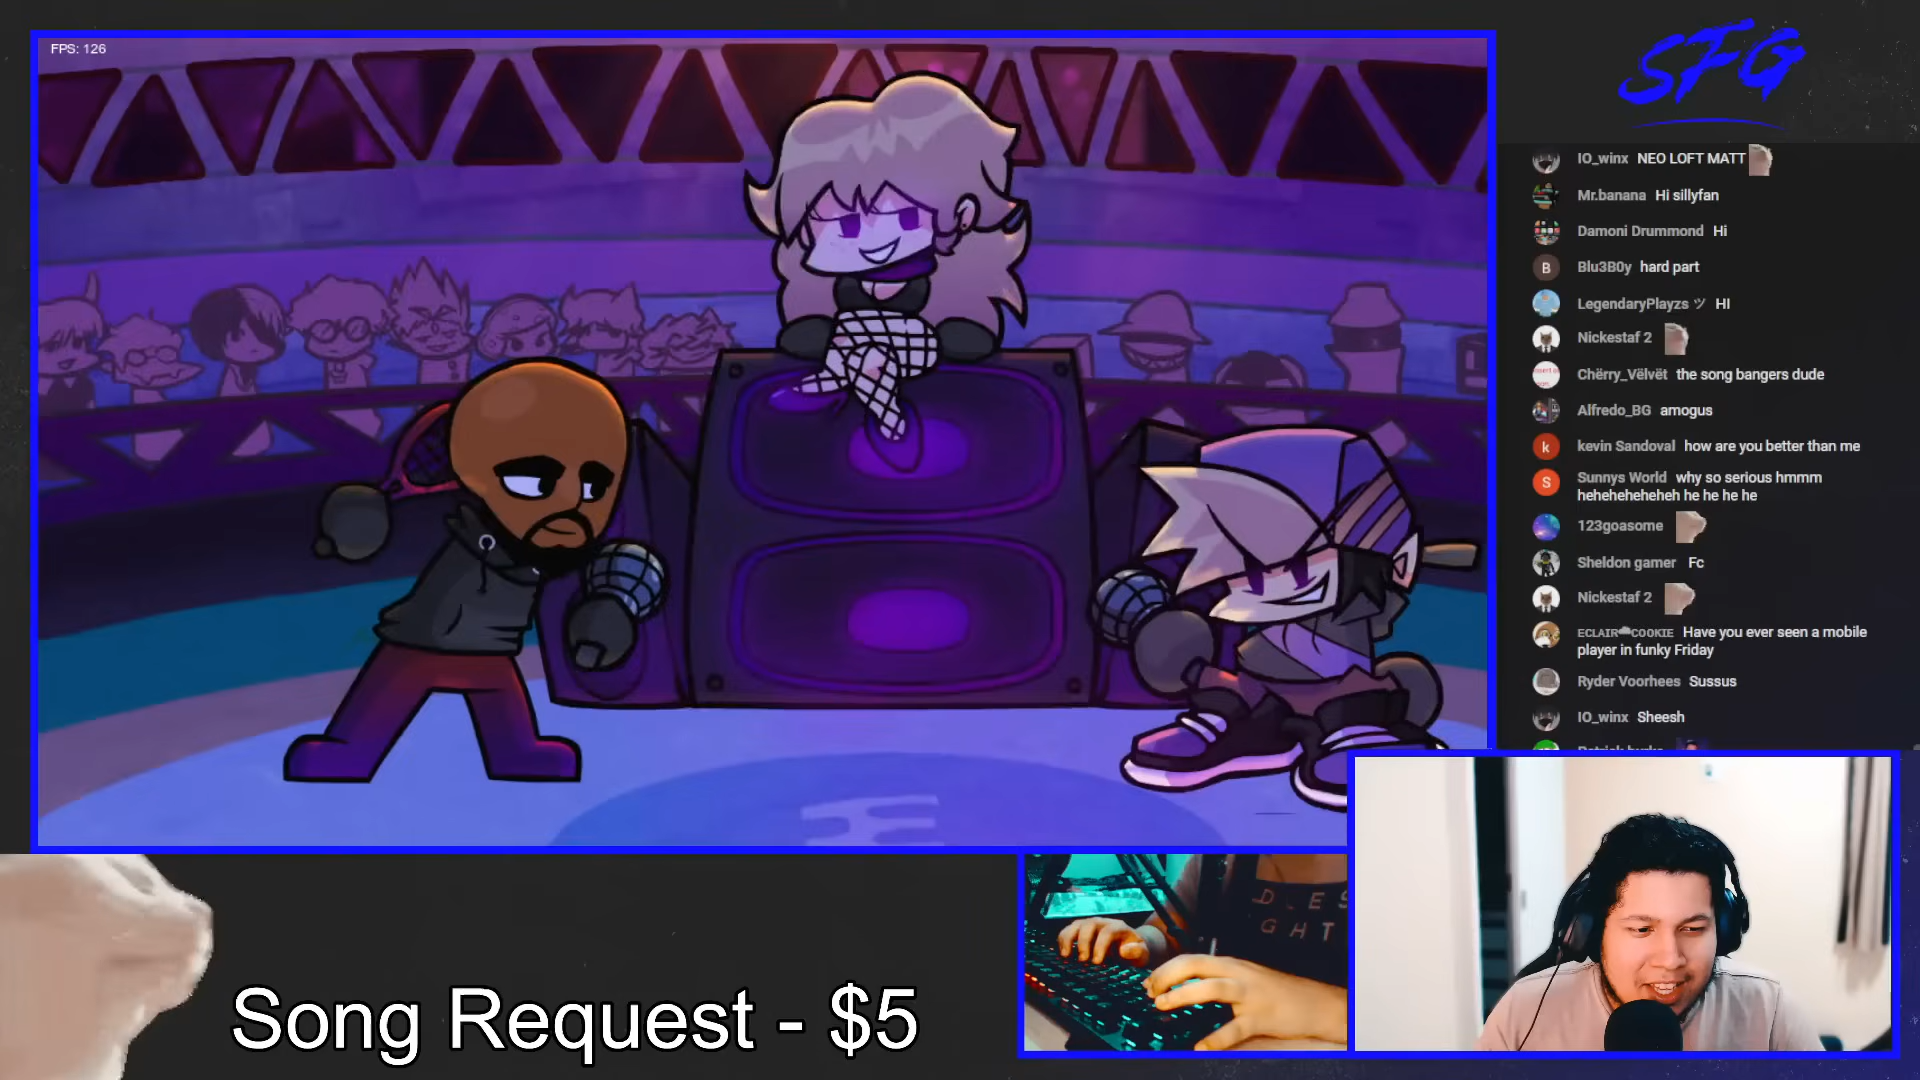 FPS: 126
SFG
IO_winx NEO LOFT MATT
Mr.banana Hi sillyfan
Damoni Drummond Hi
B Blu3B0y hard part
LegendaryPlayzs ツ HI
Nickestaf 2
Chërry_Vëlvët the song bangers dude
Alfredo_BG amogus
k kevin Sandoval how are you better than me
S Sunnys World why so serious hmmm
heheheheheheh he he he he
123goasome
Sheldon gamer Fc
Nickestaf 2
ECLAIR☁COOKIE Have you ever seen a mobile
player in funky Friday
Ryder Voorhees Sussus
IO_winx Sheesh
Song Request - $5